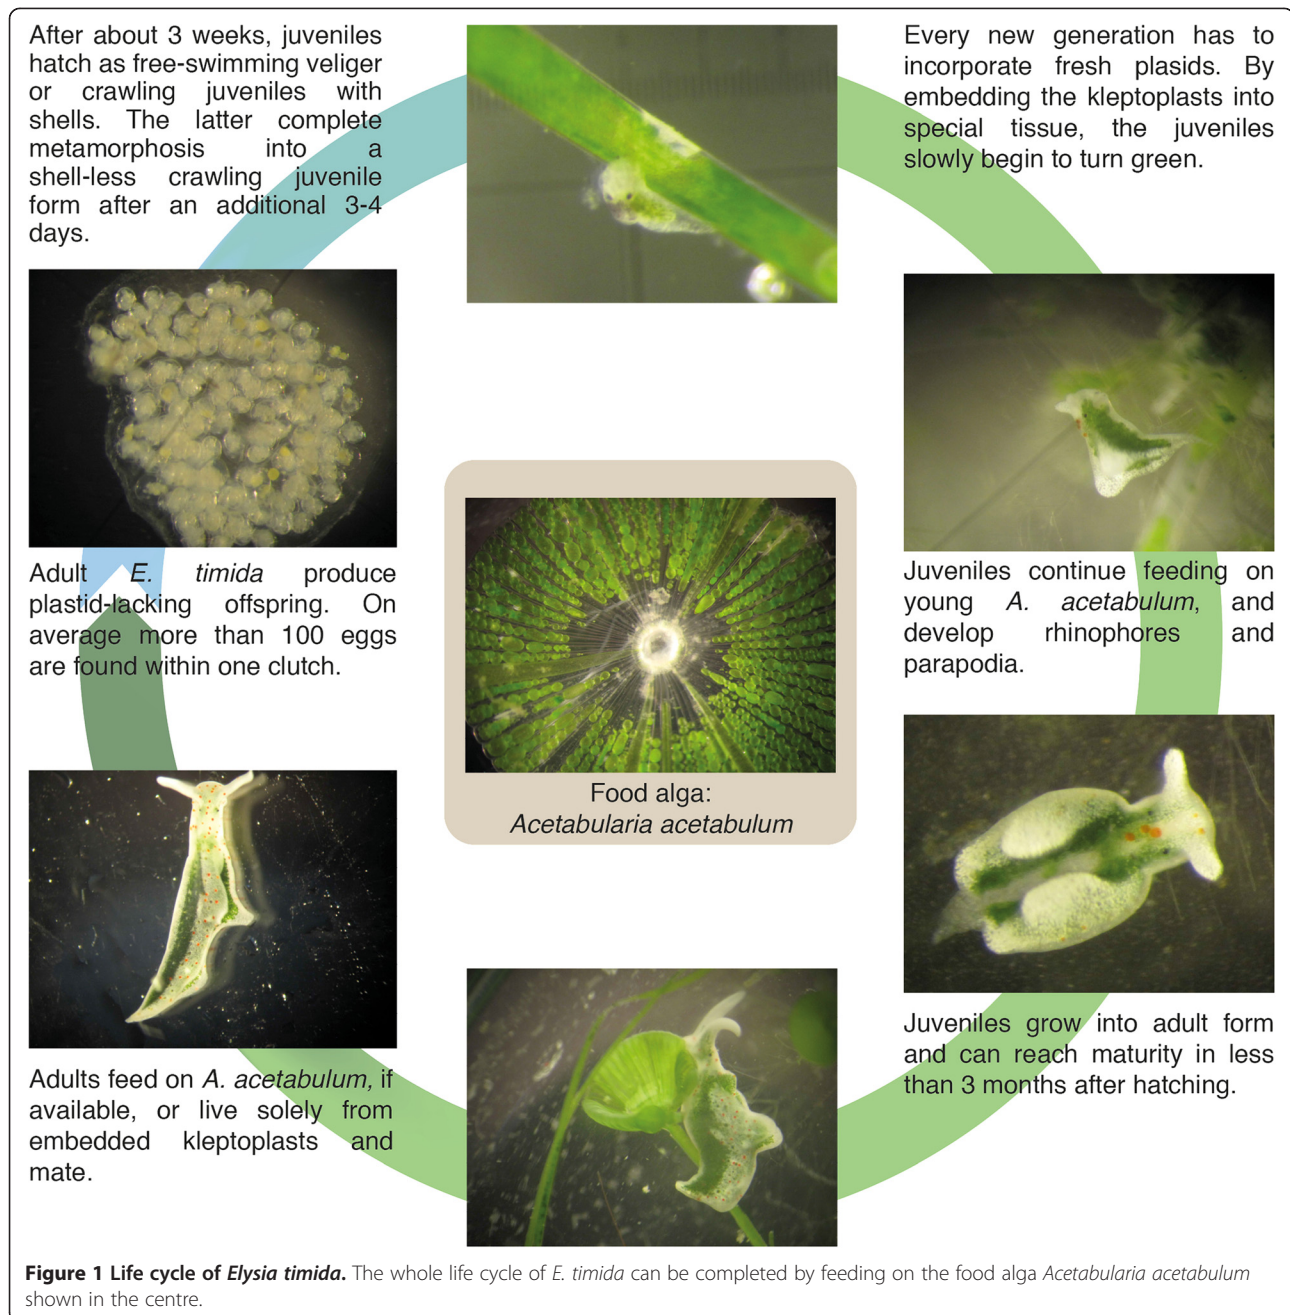 After about 3 weeks, juveniles
hatch as free-swimming veliger
or crawling juveniles with
shells. The latter complete
metamorphosis into a
shell-less crawling juvenile
form after an additional 3-4
days.
Every new generation has to
incorporate fresh plasids. By
embedding the kleptoplasts into
special tissue, the juveniles
slowly begin to turn green.
Adult E. timida produce
plastid-lacking offspring. On
average more than 100 eggs
are found within one clutch.
Juveniles continue feeding on
young A. acetabulum, and
develop rhinophores and
parapodia.
Food alga:
Acetabularia acetabulum
Adults feed on A. acetabulum, if
available, or live solely from
embedded kleptoplasts and
mate.
Juveniles grow into adult form
and can reach maturity in less
than 3 months after hatching.
Figure 1 Life cycle of Elysia timida. The whole life cycle of E. timida can be completed by feeding on the food alga Acetabularia acetabulum
shown in the centre.